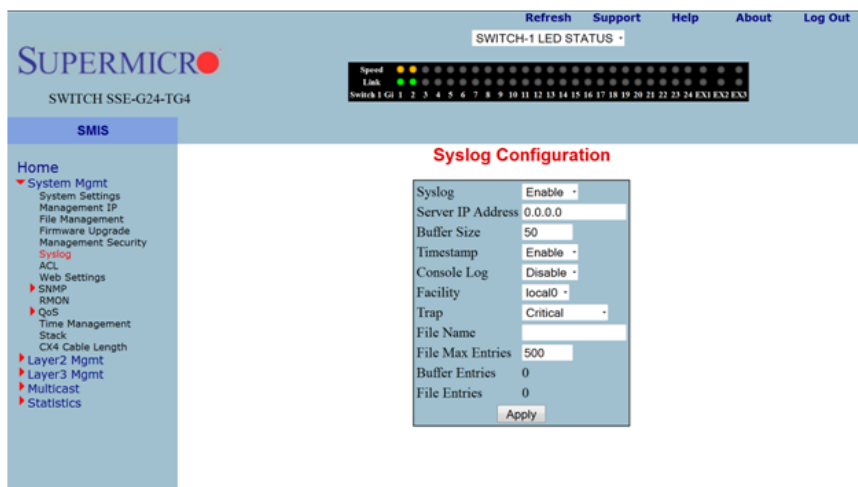 Refresh Support Help About Log Out
SWITCH-1 LED STATUS
SUPERMICRO
SWITCH SSE-G24-TG4
Speed
Link
Switch 1 Gi 1 2 3 4 5 6 7 8 9 10 11 12 13 14 15 16 17 18 19 20 21 22 23 24 EX1 EX2 EX3
SMIS
Home
System Mgmt
System Settings
Management IP
File Management
Firmware Upgrade
Management Security
Syslog
ACL
Web Settings
SNMP
RMON
QoS
Time Management
Stack
CX4 Cable Length
Layer2 Mgmt
Layer3 Mgmt
Multicast
Statistics
Syslog Configuration
Syslog Enable
Server IP Address 0.0.0.0
Buffer Size 50
Timestamp Enable
Console Log Disable
Facility local0
Trap Critical
File Name
File Max Entries 500
Buffer Entries 0
File Entries 0
Apply